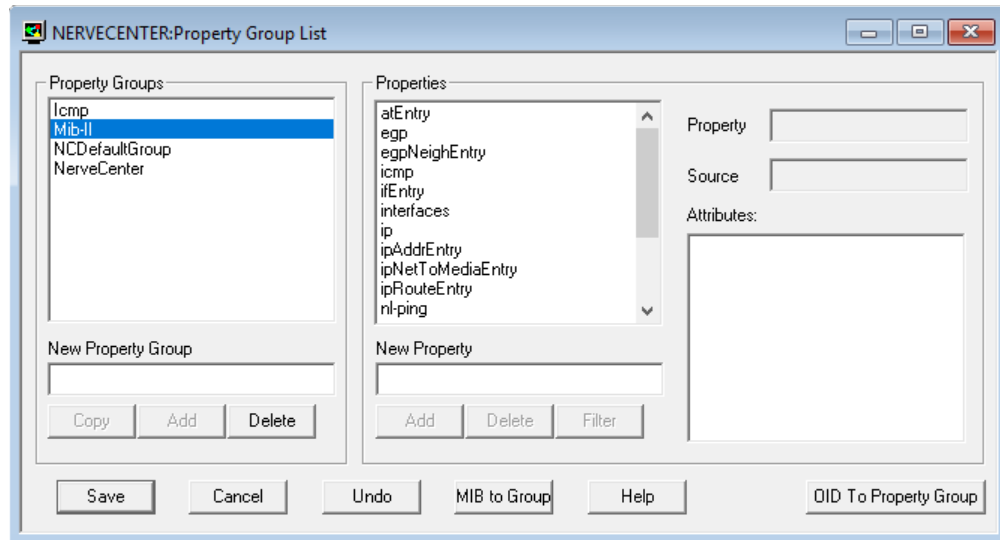 NERVECENTER:Property Group List
Property Groups
Icmp
Mib-II
NCDefaultGroup
NerveCenter
New Property Group
Copy
Add
Delete
Properties
atEntry
egp
egpNeighEntry
icmp
ifEntry
interfaces
ip
ipAddrEntry
ipNetToMediaEntry
ipRouteEntry
nl-ping
New Property
Add
Delete
Filter
Property
Source
Attributes:
Save
Cancel
Undo
MIB to Group
Help
OID To Property Group